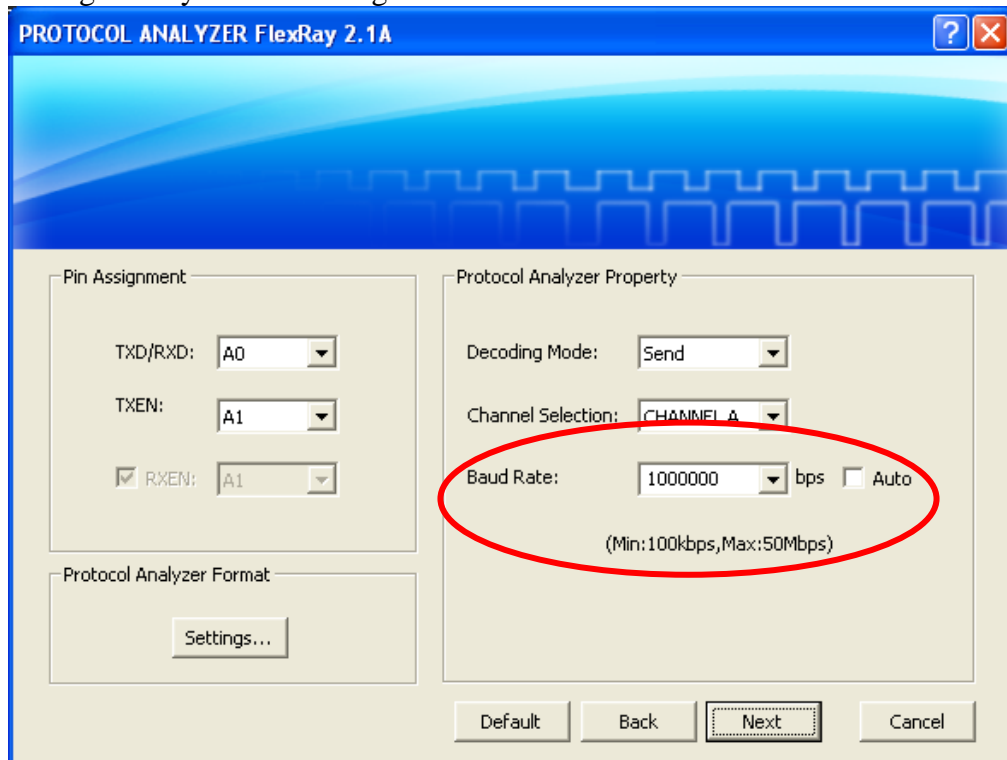 PROTOCOL ANALYZER FlexRay 2.1A
Pin Assignment
TXD/RXD: A0
TXEN: A1
RXEN: A1
Protocol Analyzer Format
Settings...
Protocol Analyzer Property
Decoding Mode: Send
Channel Selection: CHANNEL A
Baud Rate: 1000000 bps Auto
(Min:100kbps,Max:50Mbps)
Default Back Next Cancel